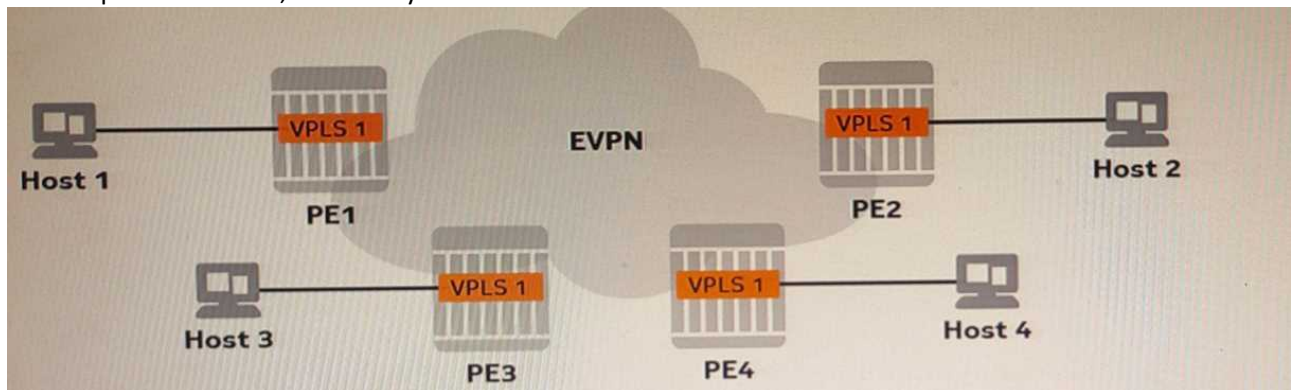 VPLS 1
EVPN
VPLS 1
Host 1
PE1
PE2
Host 2
VPLS 1
VPLS 1
Host 3
PE3
PE4
Host 4